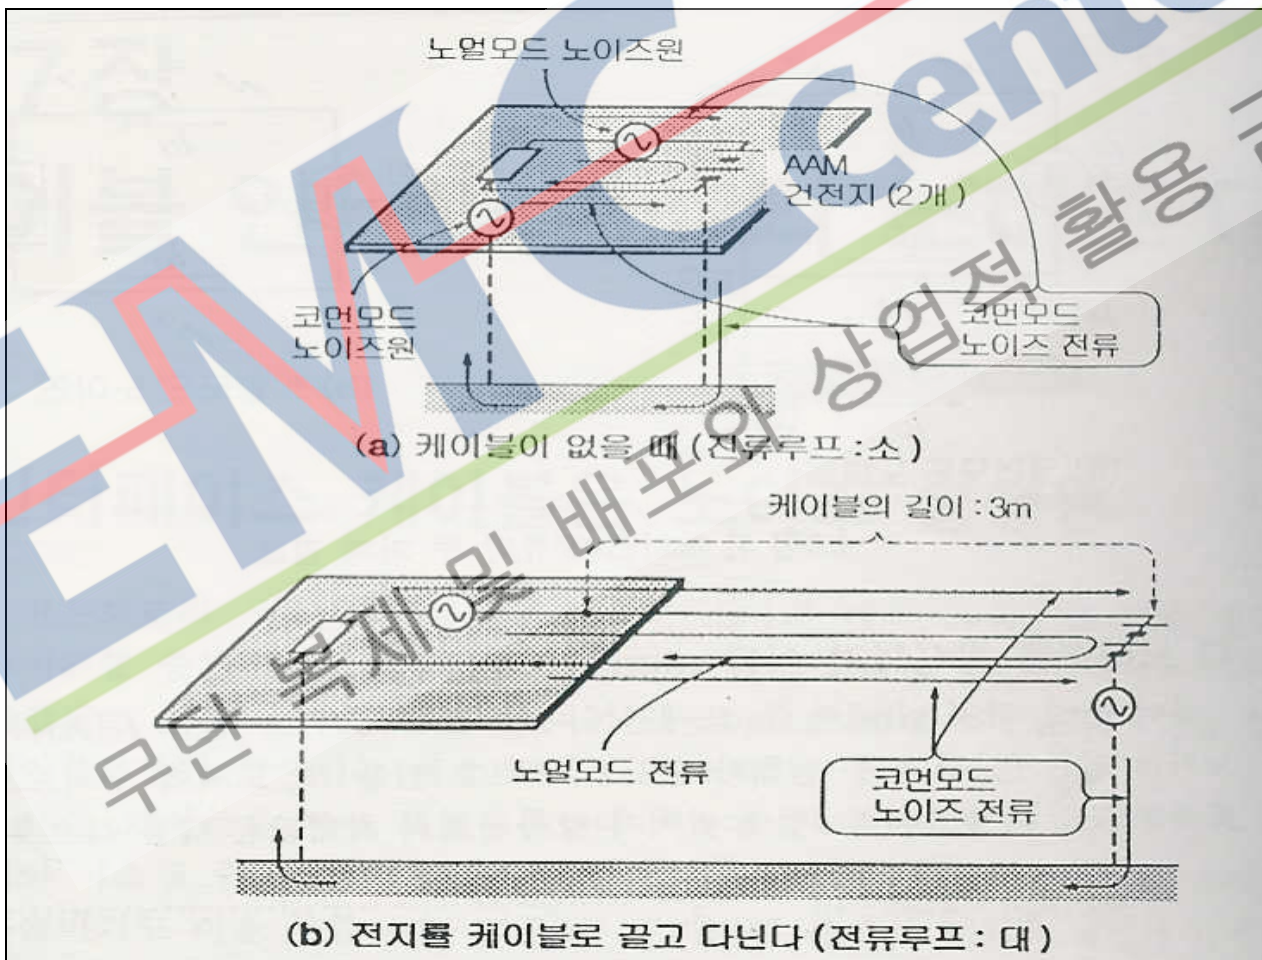 노멀모드 노이즈원
AAM
건전지 (2개)
코먼모드
노이즈원
코먼모드
노이즈 전류
(a) 케이블이 없을 때 (전류루프 : 소)
케이블의 길이 : 3m
노멀모드 전류
코먼모드
노이즈 전류
(b) 전지를 케이블로 끌고 다닌다 (전류루프 : 대)
EMC center
무단 복제 및 배포와 상업적 활용